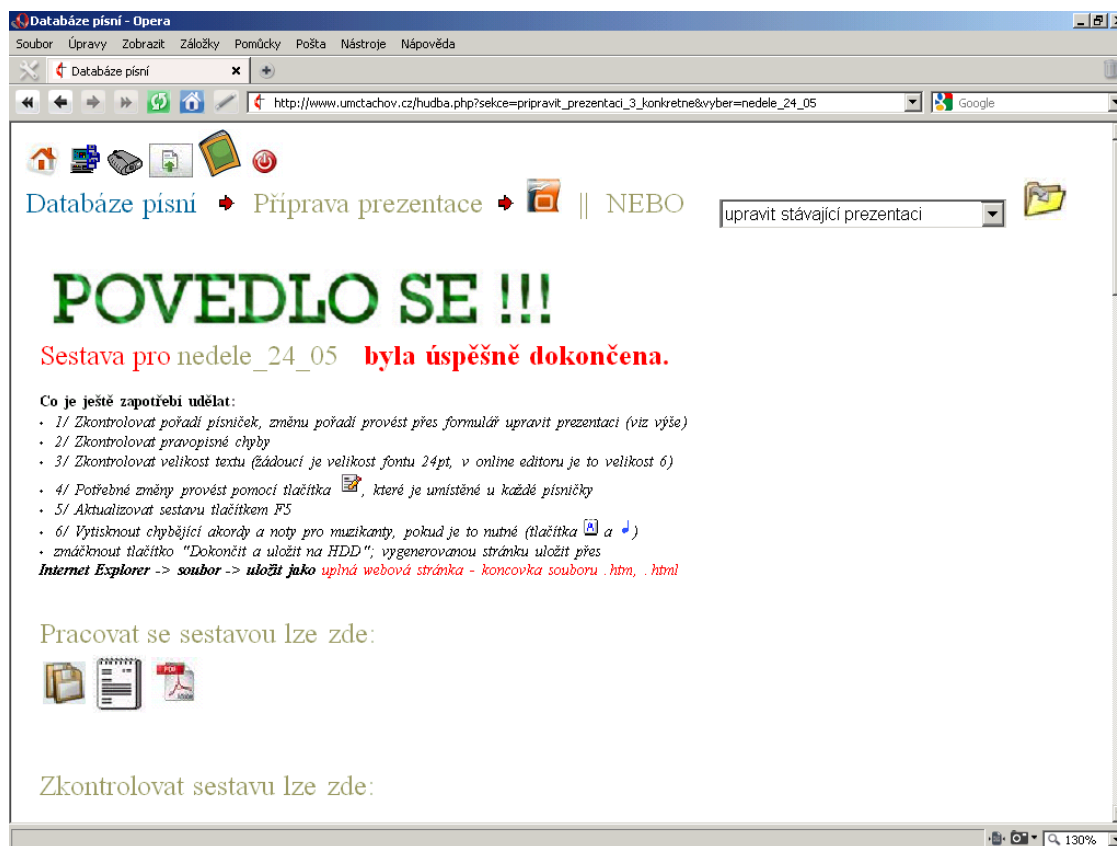 Databáze písní - Opera
Soubor Úpravy Zobrazit Záložky Pomůcky Pošta Nástroje Nápověda
Databáze písní
http://www.umctachov.cz/hudba.php?sekce=pripravit_prezentaci_3_konkretne&vyber=nedele_24_05 Google
Databáze písní Příprava prezentace || NEBO upravit stávající prezentaci
POVEDLO SE !!!
Sestava pro nedele_24_05 byla úspěšně dokončena.
Co je ještě zapotřebí udělat:
• 1/ Zkontrolovat pořadí písniček, změnu pořadí provést přes formulář upravit prezentaci (viz výše)
• 2/ Zkontrolovat pravopisné chyby
• 3/ Zkontrolovat velikost textu (žádoucí je velikost fontu 24pt, v online editoru je to velikost 6)
• 4/ Potřebné změny provést pomocí tlačítka , které je umístěné u každé písničky
• 5/ Aktualizovat sestavu tlačítkem F5
• 6/ Vytisknout chybějící akordy a noty pro muzikanty, pokud je to nutné (tlačítka A a )
• zmáčknout tlačítko "Dokončit a uložit na HDD"; vygenerovanou stránku uložit přes
Internet Explorer -> soubor -> uložit jako uplná webová stránka - koncovka souboru .htm, .html
Pracovat se sestavou lze zde:
PDF
Adobe
Zkontrolovat sestavu lze zde:
130%